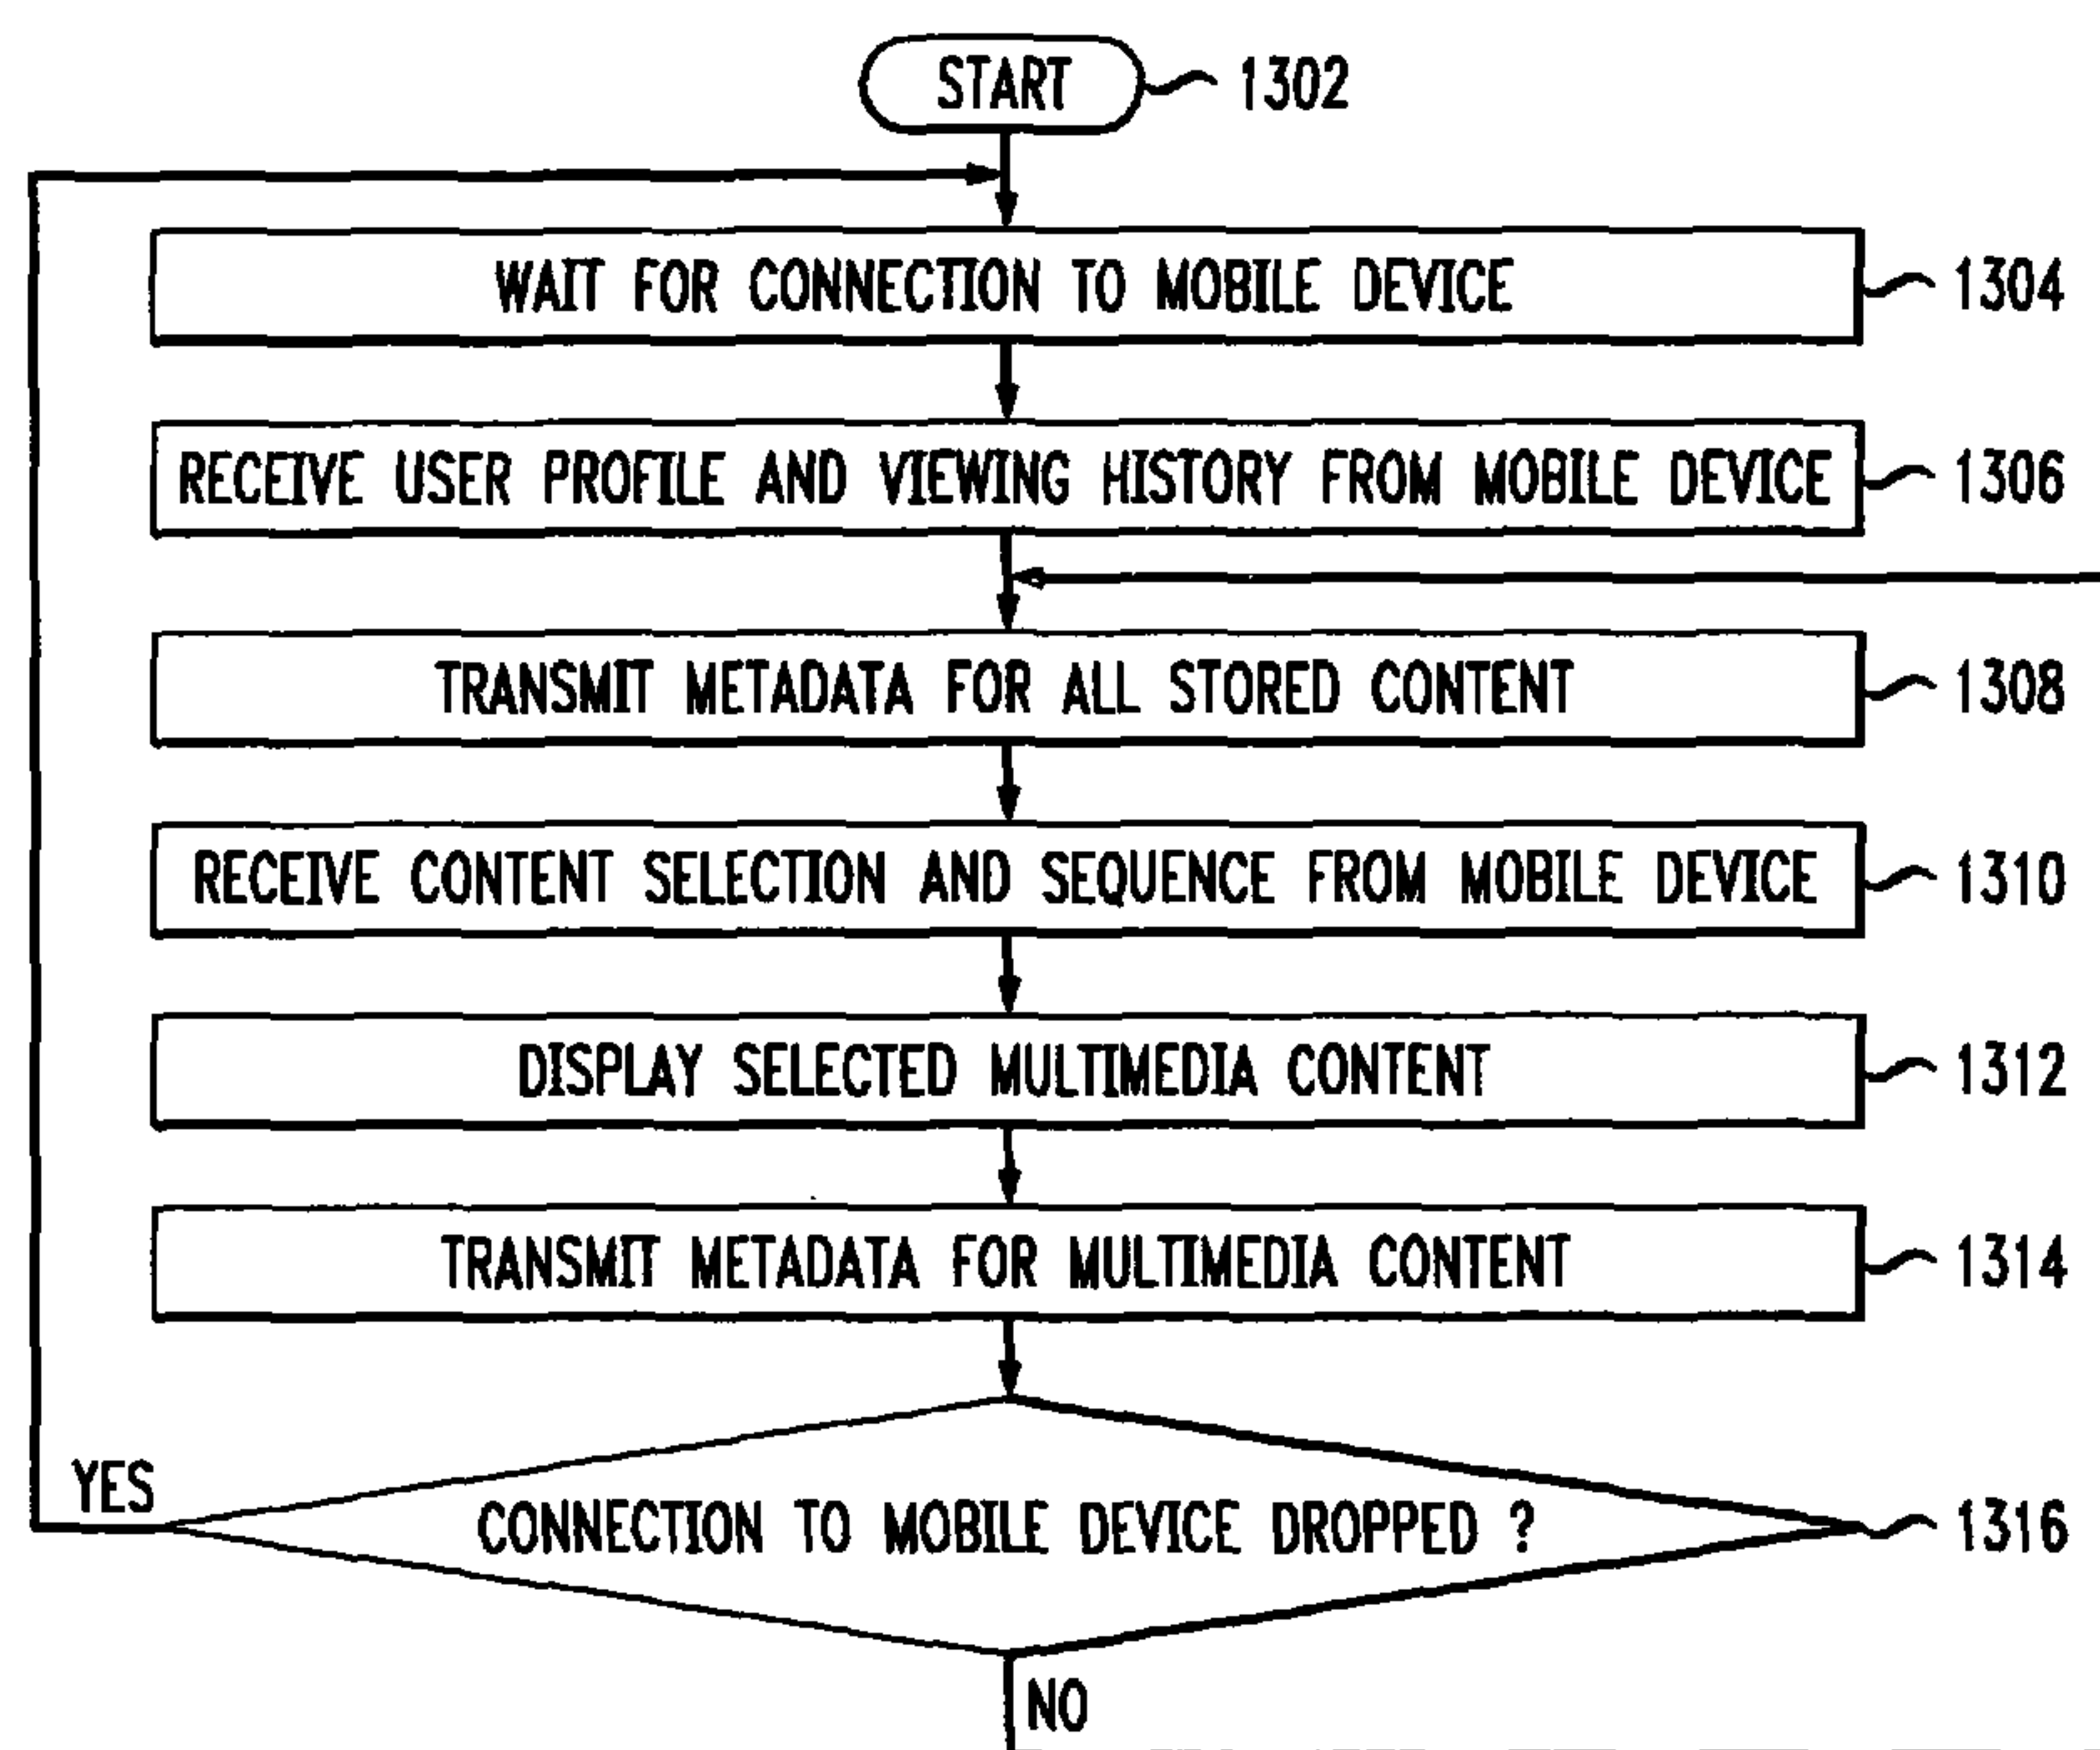 START
1302
WAIT FOR CONNECTION TO MOBILE DEVICE
1304
RECEIVE USER PROFILE AND VIEWING HISTORY FROM MOBILE DEVICE
1306
TRANSMIT METADATA FOR ALL STORED CONTENT
1308
RECEIVE CONTENT SELECTION AND SEQUENCE FROM MOBILE DEVICE
1310
DISPLAY SELECTED MULTIMEDIA CONTENT
1312
TRANSMIT METADATA FOR MULTIMEDIA CONTENT
1314
YES
CONNECTION TO MOBILE DEVICE DROPPED ?
1316
NO